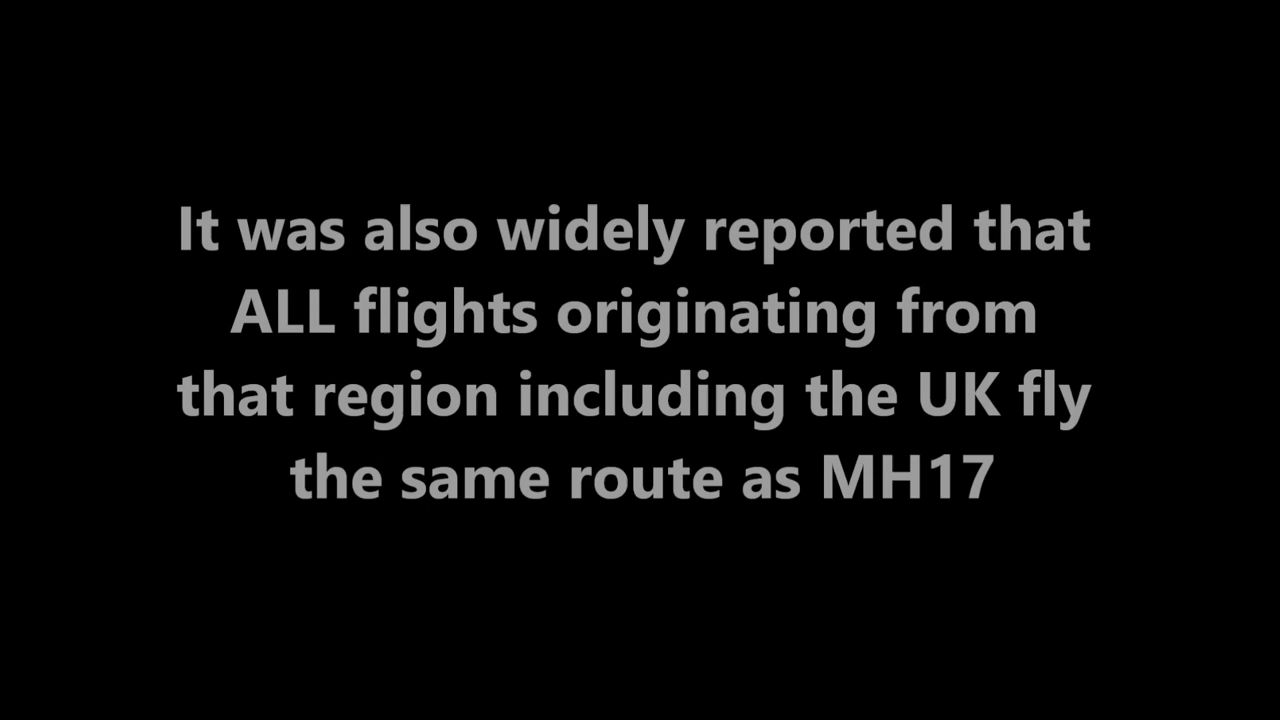 It was also widely reported that
ALL flights originating from
that region including the UK fly
the same route as MH17